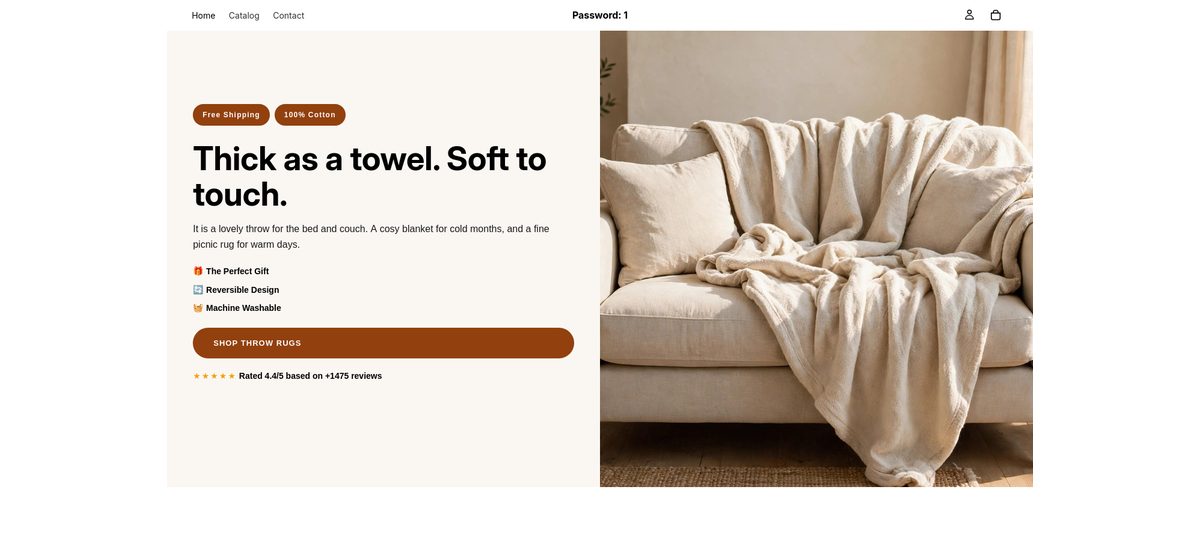 Home Catalog Contact Password: 1
Free Shipping 100% Cotton
Thick as a towel. Soft to
touch.
It is a lovely throw for the bed and couch. A cosy blanket for cold months, and a fine
picnic rug for warm days.
🎁 The Perfect Gift
🔄 Reversible Design
🧺 Machine Washable
SHOP THROW RUGS
★★★★★ Rated 4.4/5 based on +1475 reviews